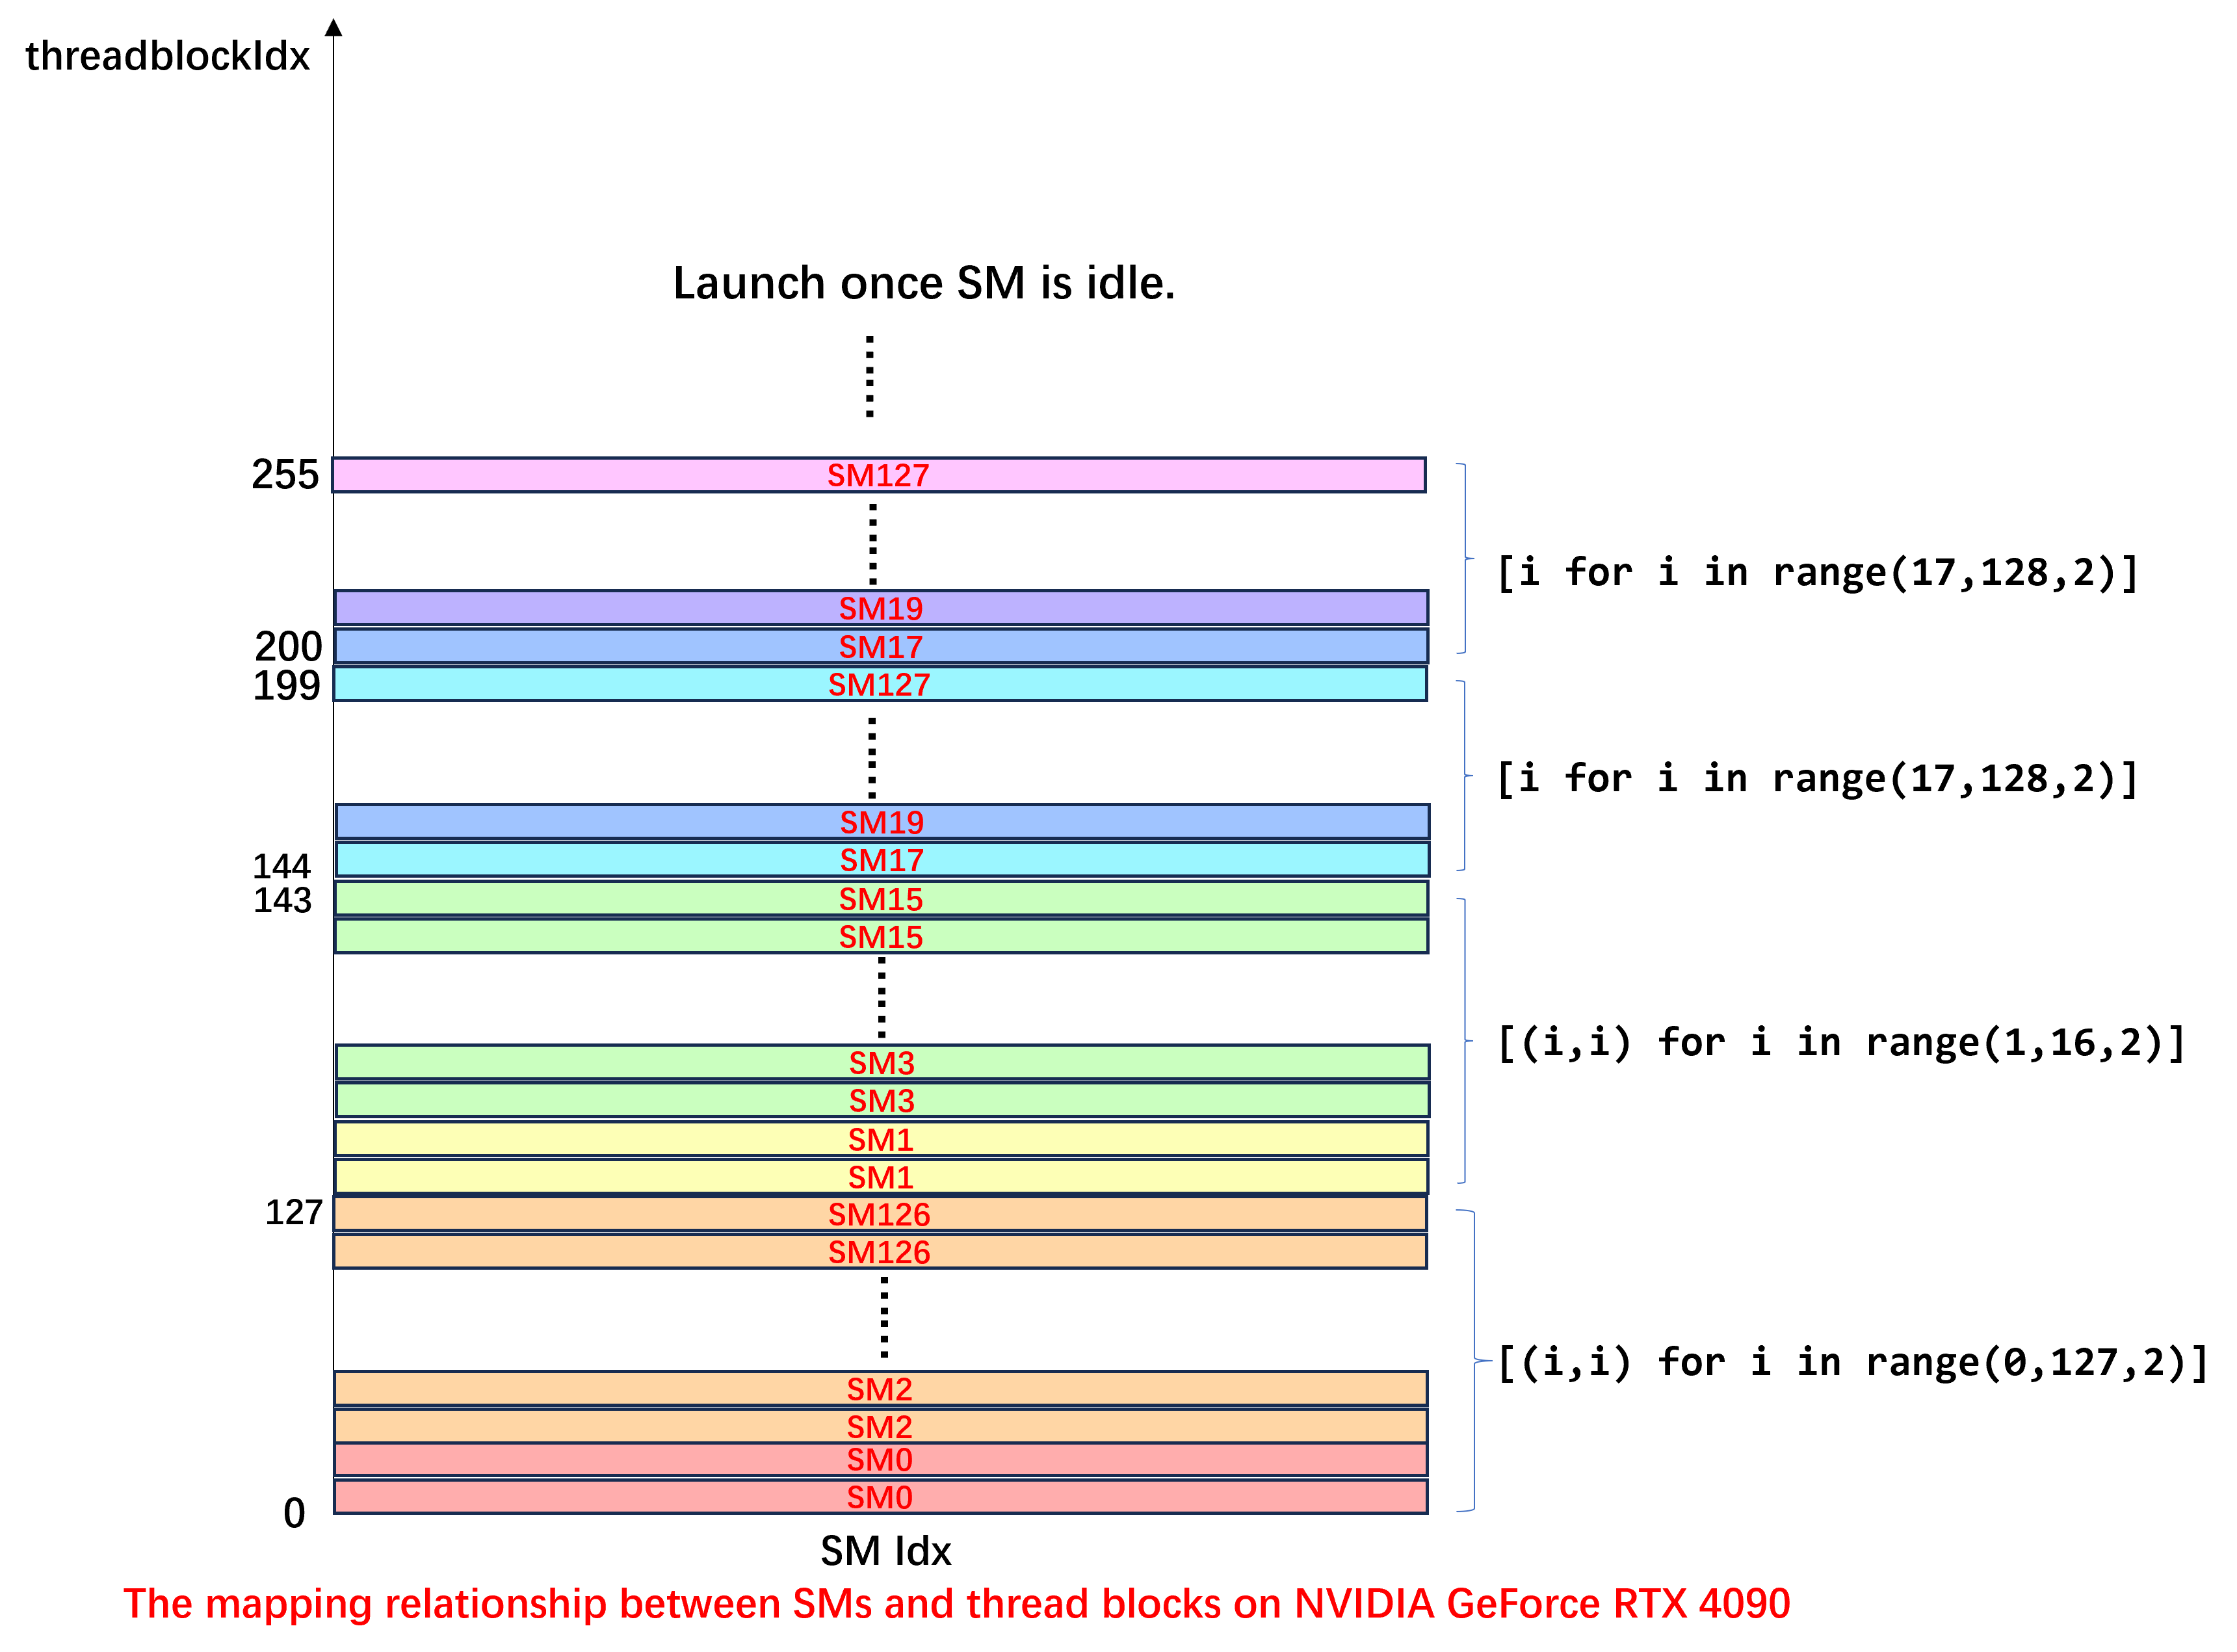 threadblockIdx
Launch once SM is idle.
255
SM127
[i for i in range(17,128,2)]
SM19
200
SM17
199
SM127
[i for i in range(17,128,2)]
SM19
144
SM17
143
SM15
SM15
[(i,i) for i in range(1,16,2)]
SM3
SM3
SM1
SM1
127
SM126
SM126
[(i,i) for i in range(0,127,2)]
SM2
SM2
SM0
SM0
0
SM Idx
The mapping relationship between SMs and thread blocks on NVIDIA GeForce RTX 4090